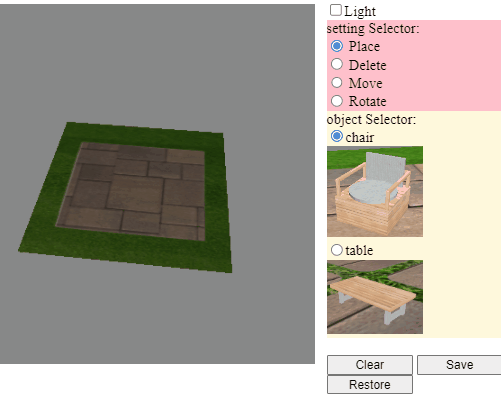 Light
setting Selector:
Place
Delete
Move
Rotate
object Selector:
chair
table
Clear Save
Restore